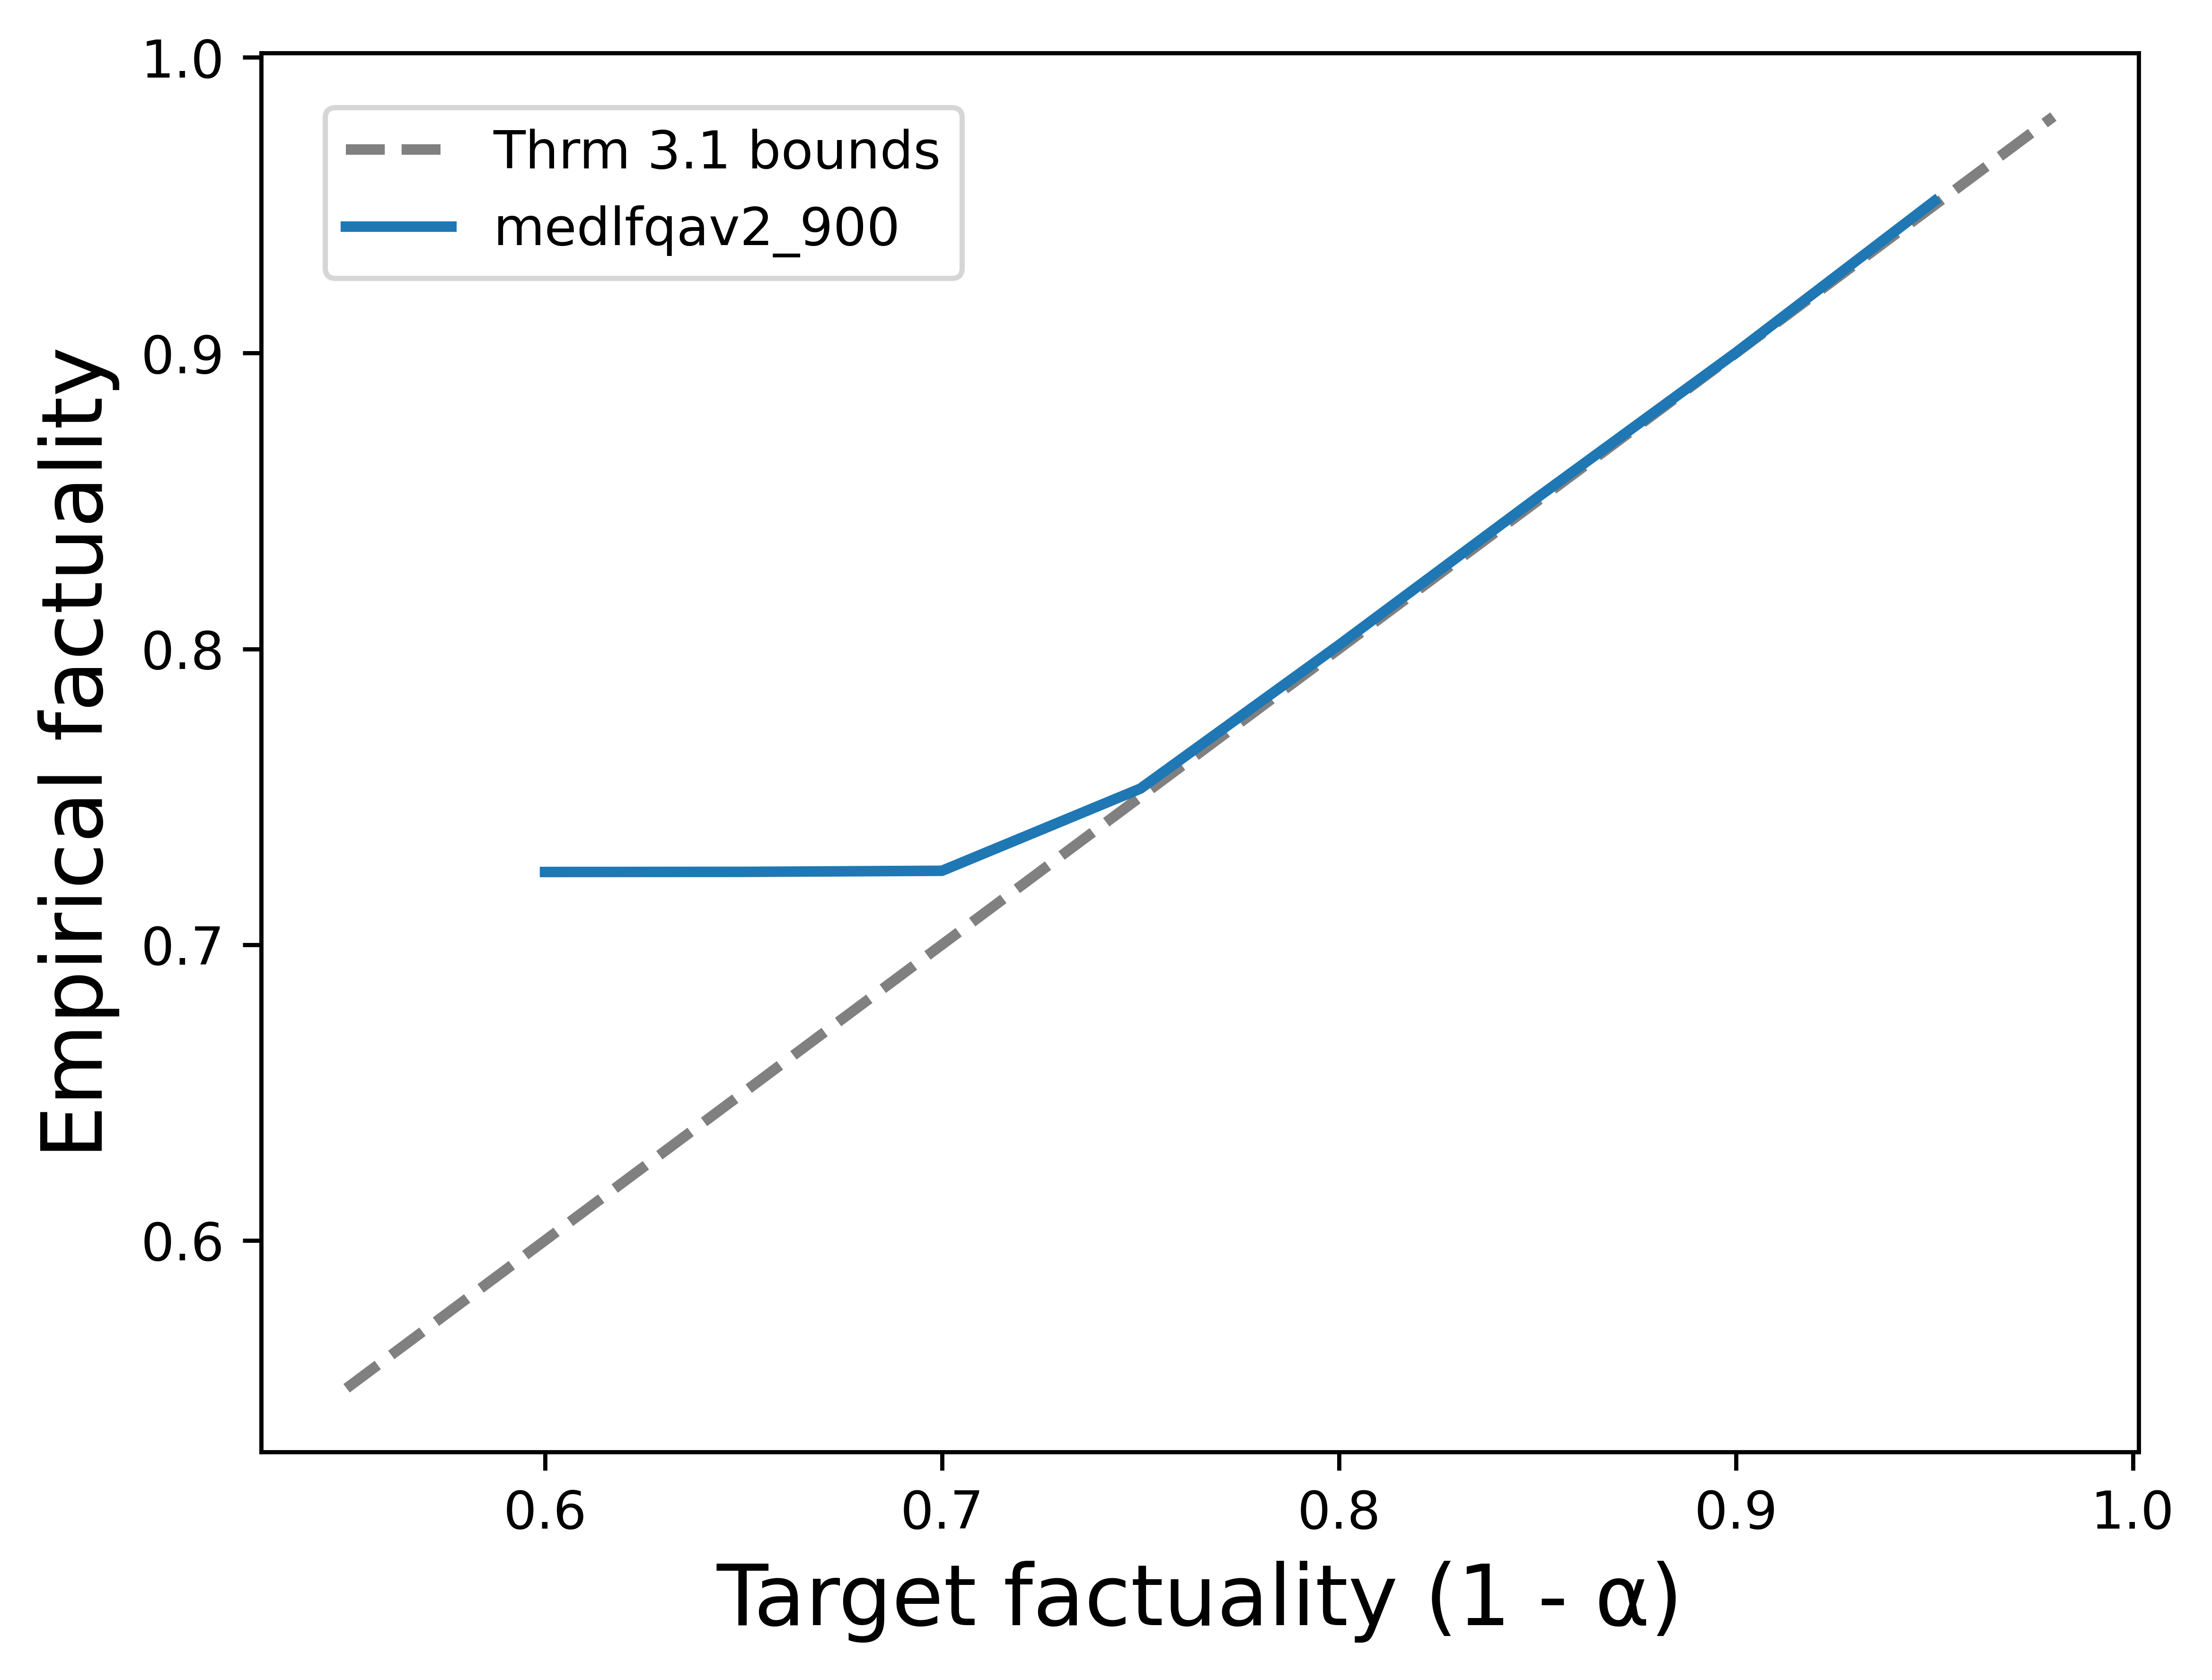 1.0
0.9
0.8
0.7
0.6
Empirical factuality
Thrm 3.1 bounds
medlfqav2_900
0.6 0.7 0.8 0.9 1.0
Target factuality (1 - α)